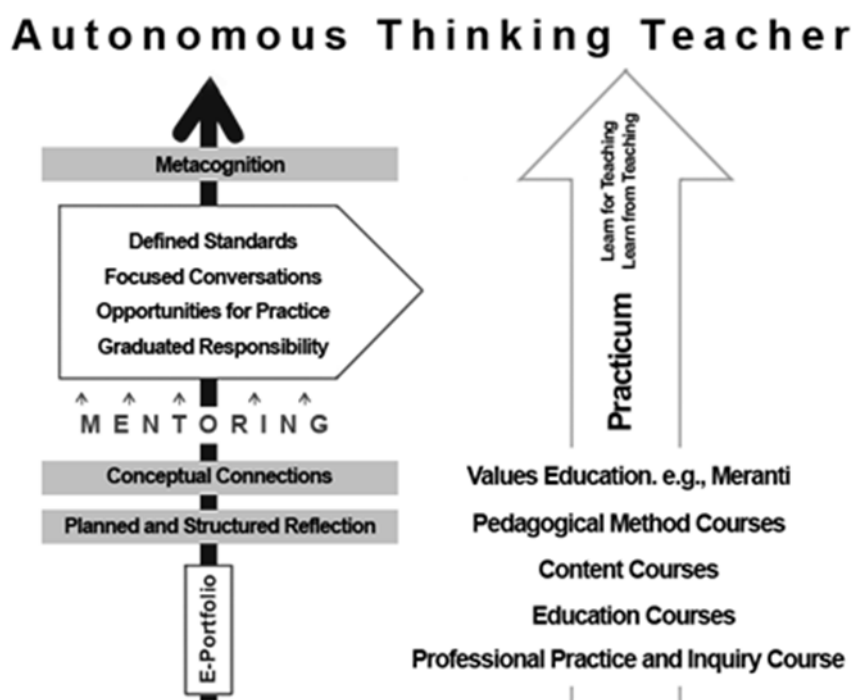 Autonomous Thinking Teacher
Metacognition
Defined Standards
Focused Conversations
Opportunities for Practice
Graduated Responsibility
MENTORING
Conceptual Connections
Planned and Structured Reflection
E-Portfolio
Learn for Teaching
Learn from Teaching
Practicum
Values Education. e.g., Meranti
Pedagogical Method Courses
Content Courses
Education Courses
Professional Practice and Inquiry Course